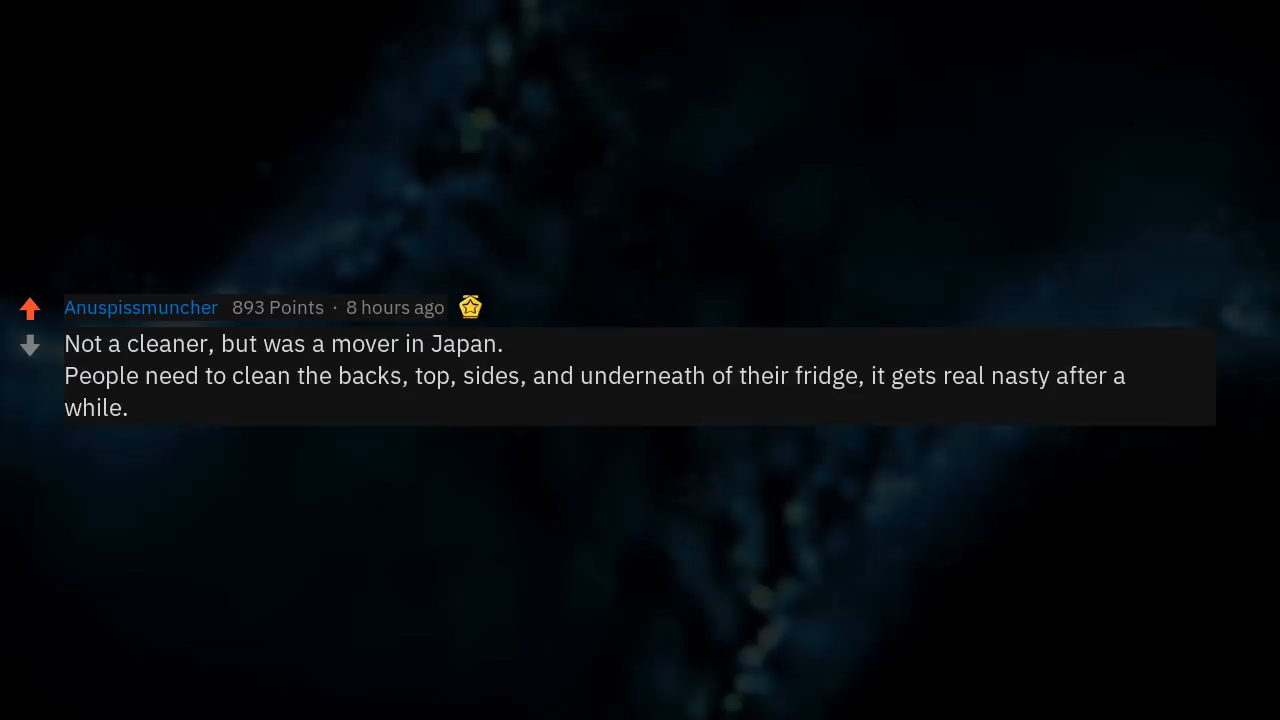 Anuspissmuncher 893 Points · 8 hours ago
Not a cleaner, but was a mover in Japan.
People need to clean the backs, top, sides, and underneath of their fridge, it gets real nasty after a
while.